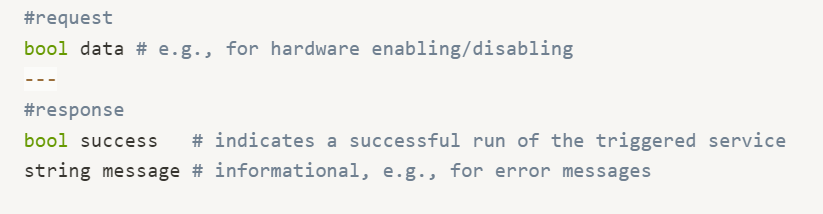 #request
bool data # e.g., for hardware enabling/disabling
---
#response
bool success   # indicates a successful run of the triggered service
string message # informational, e.g., for error messages